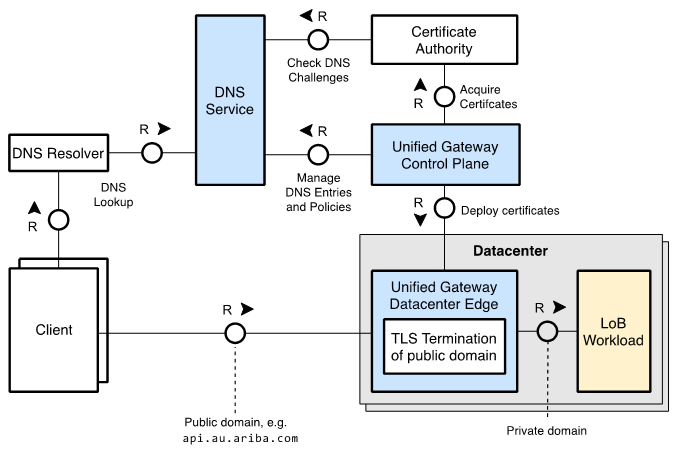 R
Certificate
Authority
Check DNS
Challenges
DNS
Service
R
Acquire
Certifcates
R
DNS Resolver
R
Unified Gateway
Control Plane
DNS
Lookup
Manage
DNS Entries
and Policies
R
Deploy certificates
R
Datacenter
Client
R
Unified Gateway
Datacenter Edge
TLS Termination
of public domain
R
LoB
Workload
Public domain, e.g.
api.au.ariba.com
Private domain